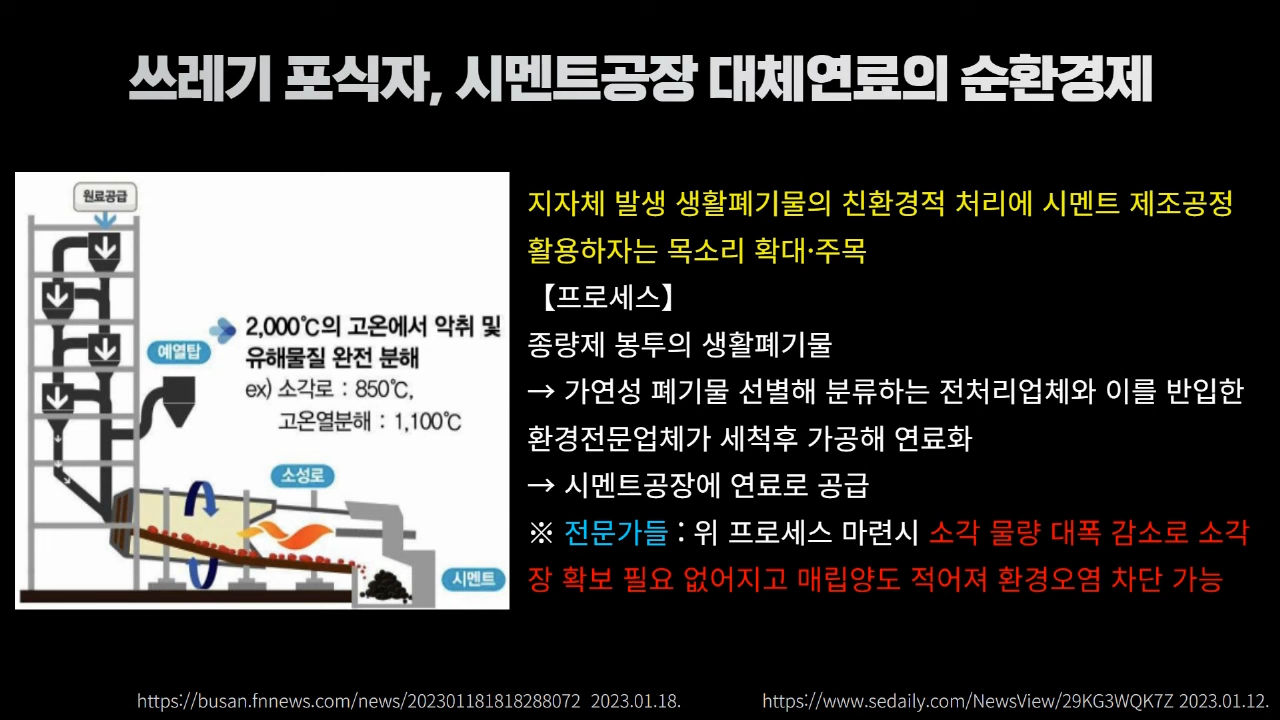 쓰레기 포식자, 시멘트공장 대체연료의 순환경제
원료공급
예열탑
2,000℃의 고온에서 악취 및
유해물질 완전 분해
ex) 소각로 : 850℃,
고온열분해 : 1,100℃
소성로
시멘트
지자체 발생 생활폐기물의 친환경적 처리에 시멘트 제조공정
활용하자는 목소리 확대·주목
【프로세스】
종량제 봉투의 생활폐기물
→ 가연성 폐기물 선별해 분류하는 전처리업체와 이를 반입한
환경전문업체가 세척후 가공해 연료화
→ 시멘트공장에 연료로 공급
※ 전문가들 : 위 프로세스 마련시 소각 물량 대폭 감소로 소각
장 확보 필요 없어지고 매립양도 적어져 환경오염 차단 가능
https://busan.fnnews.com/news/202301181818288072 2023.01.18.
https://www.sedaily.com/NewsView/29KG3WQK7Z 2023.01.12.